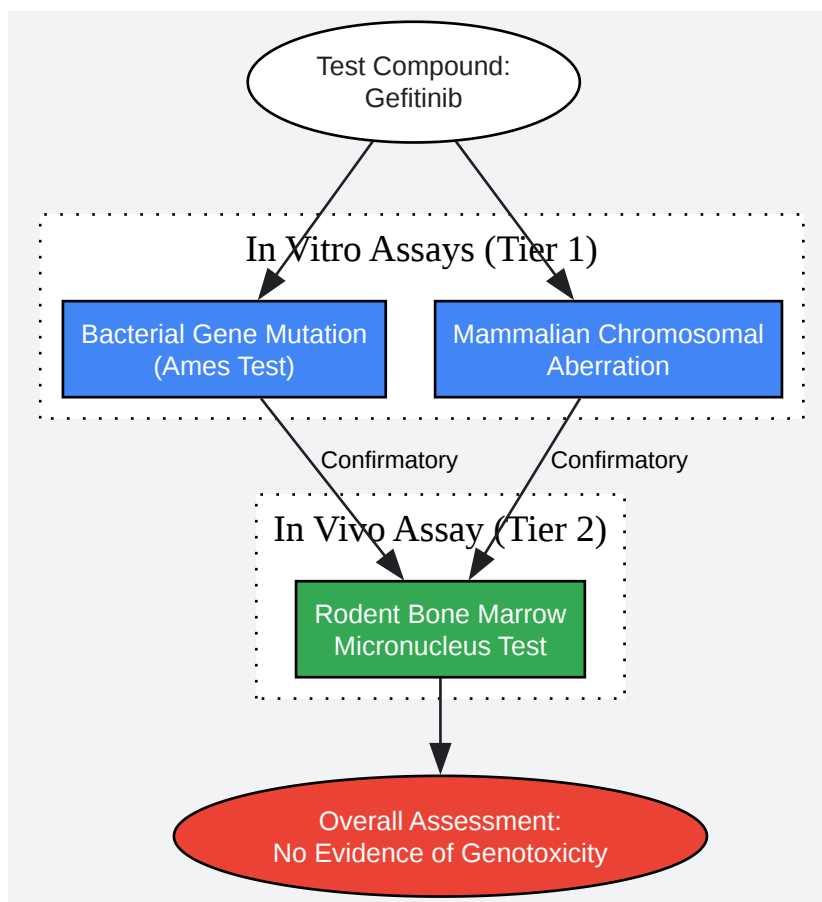 Test Compound:
Gefitinib
In Vitro Assays (Tier 1)
Bacterial Gene Mutation
(Ames Test)
Mammalian Chromosomal
Aberration
Confirmatory
Confirmatory
In Vivo Assay (Tier 2)
Rodent Bone Marrow
Micronucleus Test
Overall Assessment:
No Evidence of Genotoxicity